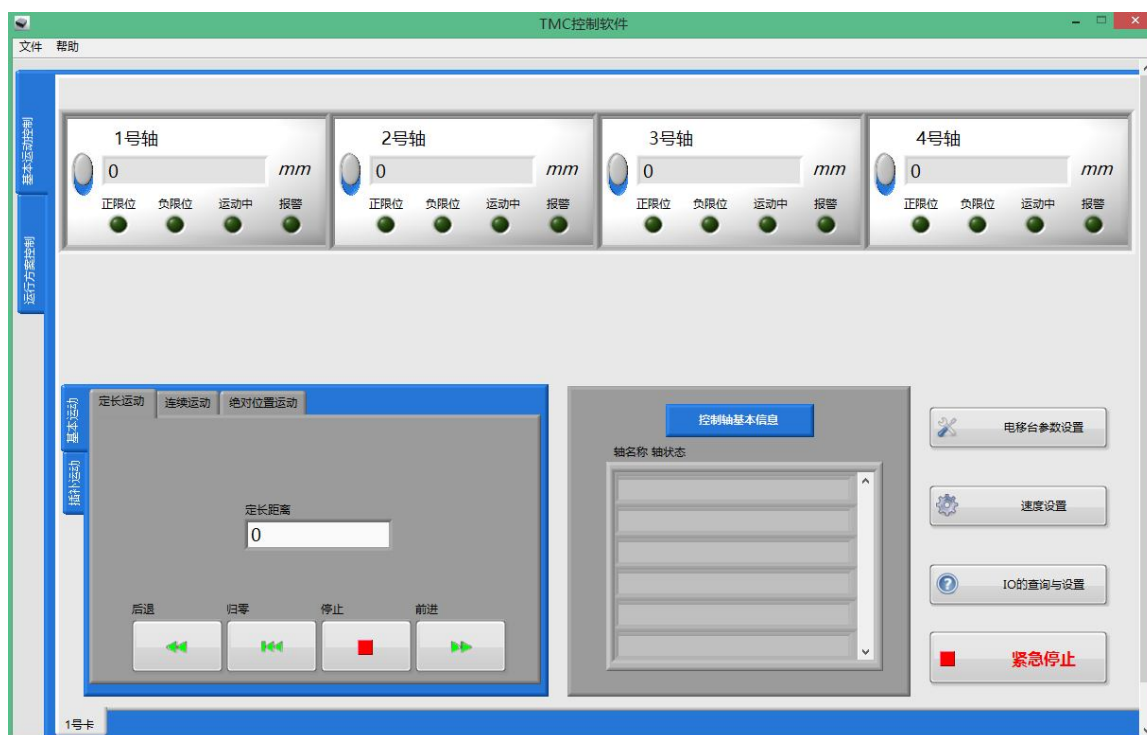 TMC控制软件
文件 帮助
基本运动控制
运行方案控制
1号轴
0 mm
正限位 负限位 运动中 报警
2号轴
0 mm
正限位 负限位 运动中 报警
3号轴
0 mm
正限位 负限位 运动中 报警
4号轴
0 mm
正限位 负限位 运动中 报警
基本运动
插补运动
定长运动 连续运动 绝对位置运动
定长距离
0
后退 归零 停止 前进
控制轴基本信息
轴名称 轴状态
电移台参数设置
速度设置
IO的查询与设置
紧急停止
1号卡